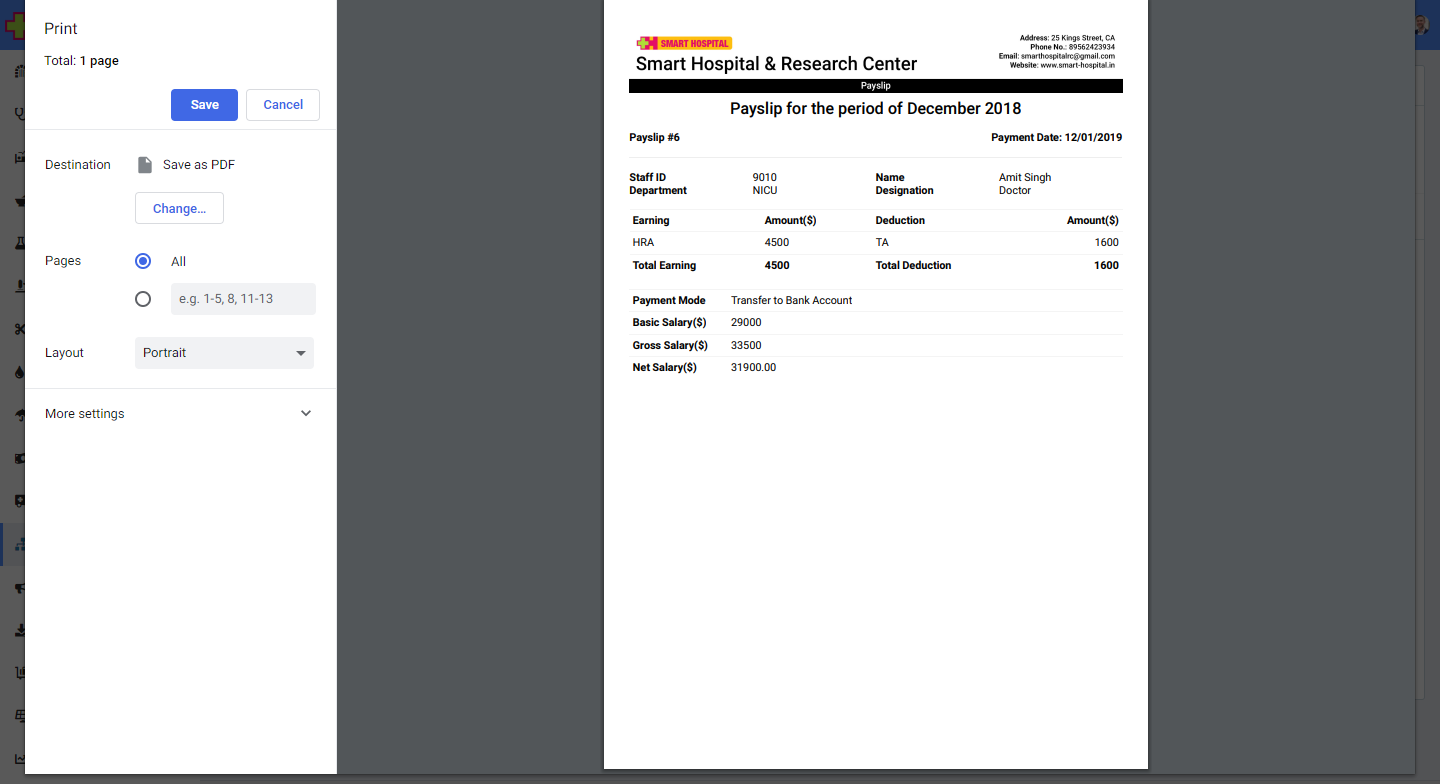 Print
Total: 1 page
Save Cancel
Destination Save as PDF
Change...
Pages All
e.g. 1-5, 8, 11-13
Layout Portrait
More settings
SMART HOSPITAL
Smart Hospital & Research Center
Address: 25 Kings Street, CA
Phone No.: 89562423934
Email: smarthospitalrc@gmail.com
Website: www.smart-hospital.in
Payslip
Payslip for the period of December 2018
Payslip #6 Payment Date: 12/01/2019
Staff ID 9010 Name Amit Singh
Department NICU Designation Doctor
Earning Amount($) Deduction Amount($)
HRA 4500 TA 1600
Total Earning 4500 Total Deduction 1600
Payment Mode Transfer to Bank Account
Basic Salary($) 29000
Gross Salary($) 33500
Net Salary($) 31900.00